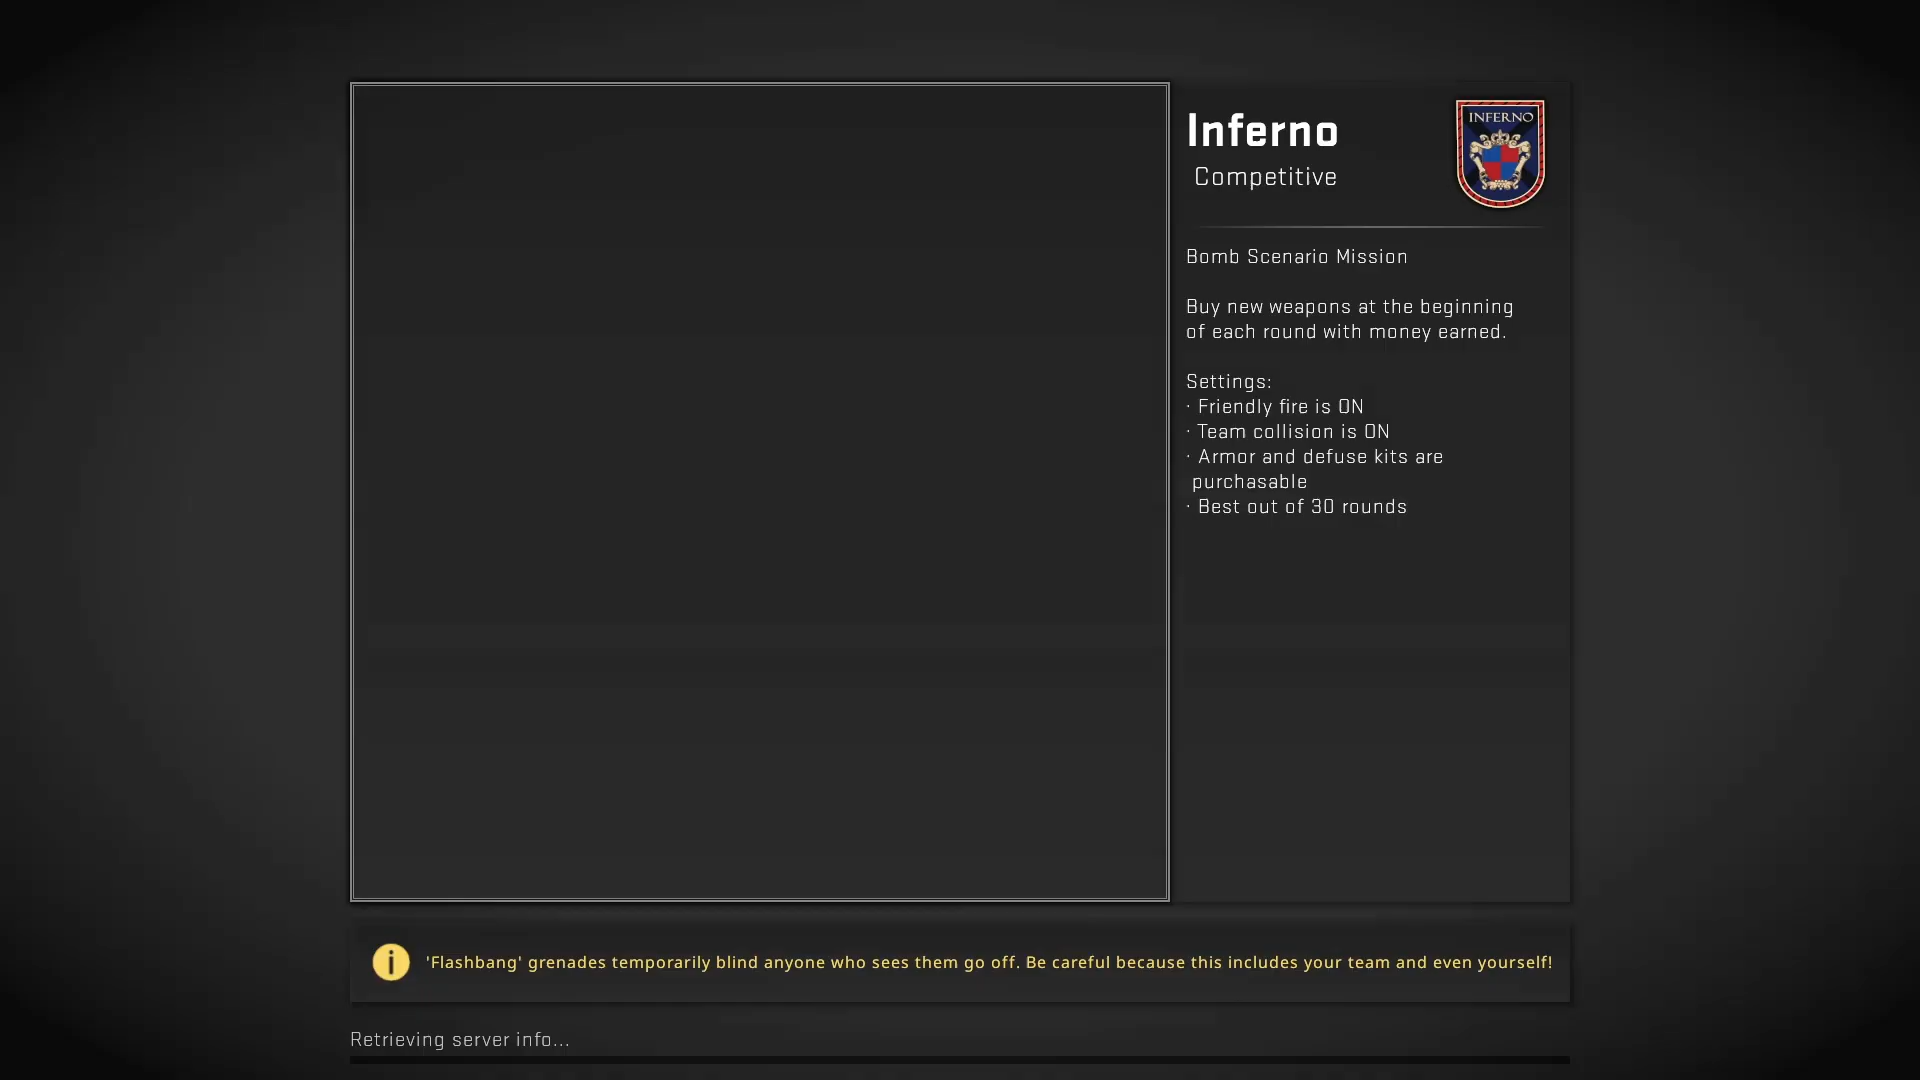 Inferno
INFERNO
Competitive
Bomb Scenario Mission
Buy new weapons at the beginning
of each round with money earned.
Settings:
· Friendly fire is ON
· Team collision is ON
· Armor and defuse kits are
purchasable
· Best out of 30 rounds
'Flashbang' grenades temporarily blind anyone who sees them go off. Be careful because this includes your team and even yourself!
Retrieving server info...